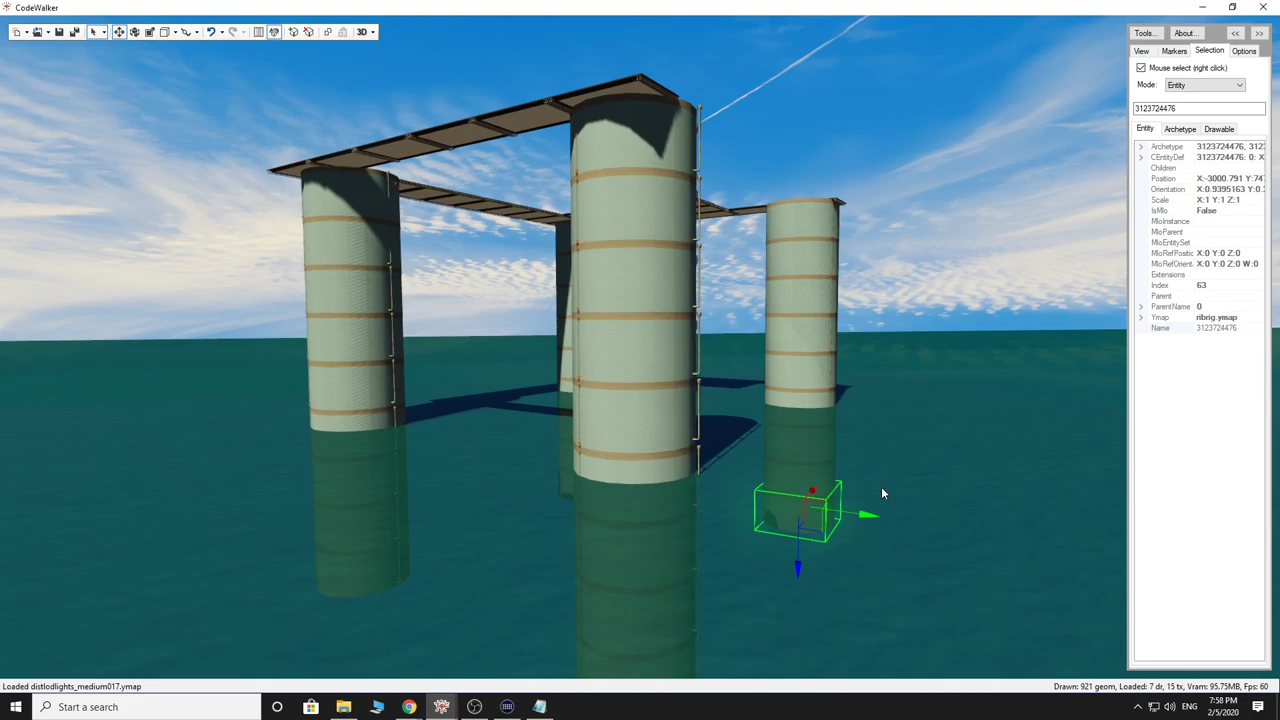 CodeWalker
3D
Tools...
About...
<<
>>
View
Markers
Selection
Options
Mouse select (right click)
Mode:
Entity
3123724476
Entity
Archetype
Drawable
Archetype 3123724476, 312
CEntityDef 3123724476: 0: X
Children
Position X:-3000.791 Y:74
Orientation X:0.9395163 Y:0.
Scale X:1 Y:1 Z:1
IsMlo False
MloInstance
MloParent
MloEntitySet
MloRefPositic X:0 Y:0 Z:0
MloRefOrient X:0 Y:0 Z:0 W:0
Extensions
Index 63
Parent
ParentName 0
Ymap ribrig.ymap
Name 3123724476
Loaded distlodlights_medium017.ymap
Drawn: 921 geom, Loaded: 7 dr, 15 tx, Vram: 95.75MB, Fps: 60
Start a search
ENG
7:58 PM
2/5/2020